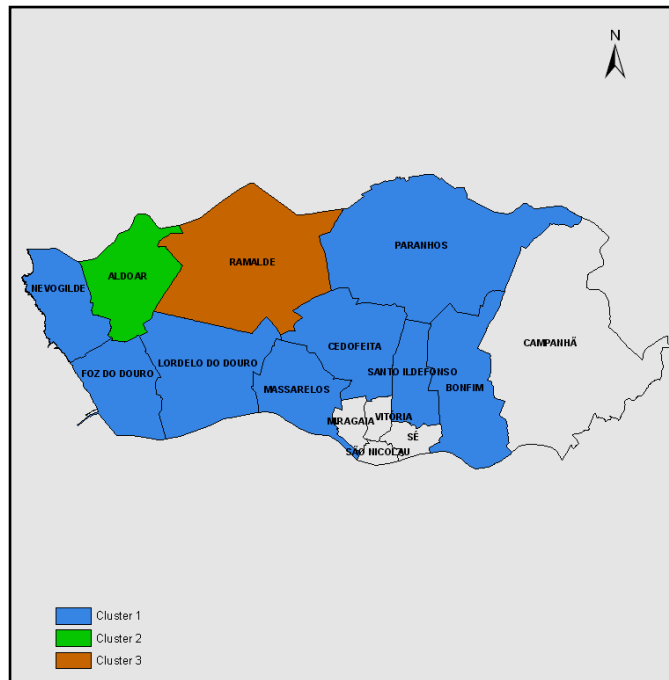 N
PARANHOS
RAMALDE
ALDOAR
NEVOGILDE
CAMPANHÃ
CEDOFEITA
LORDELO DO DOURO
FOZ DO DOURO
SANTO ILDEFONSO
MASSARELOS
BONFIM
VITÓRIA
MIRAGAIA
SÉ
SÃO NICOLAU
Cluster 1
Cluster 2
Cluster 3